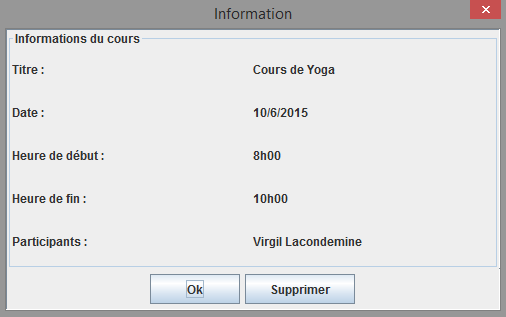 Information
Informations du cours
Titre : Cours de Yoga
Date : 10/6/2015
Heure de début : 8h00
Heure de fin : 10h00
Participants : Virgil Lacondemine
Ok Supprimer